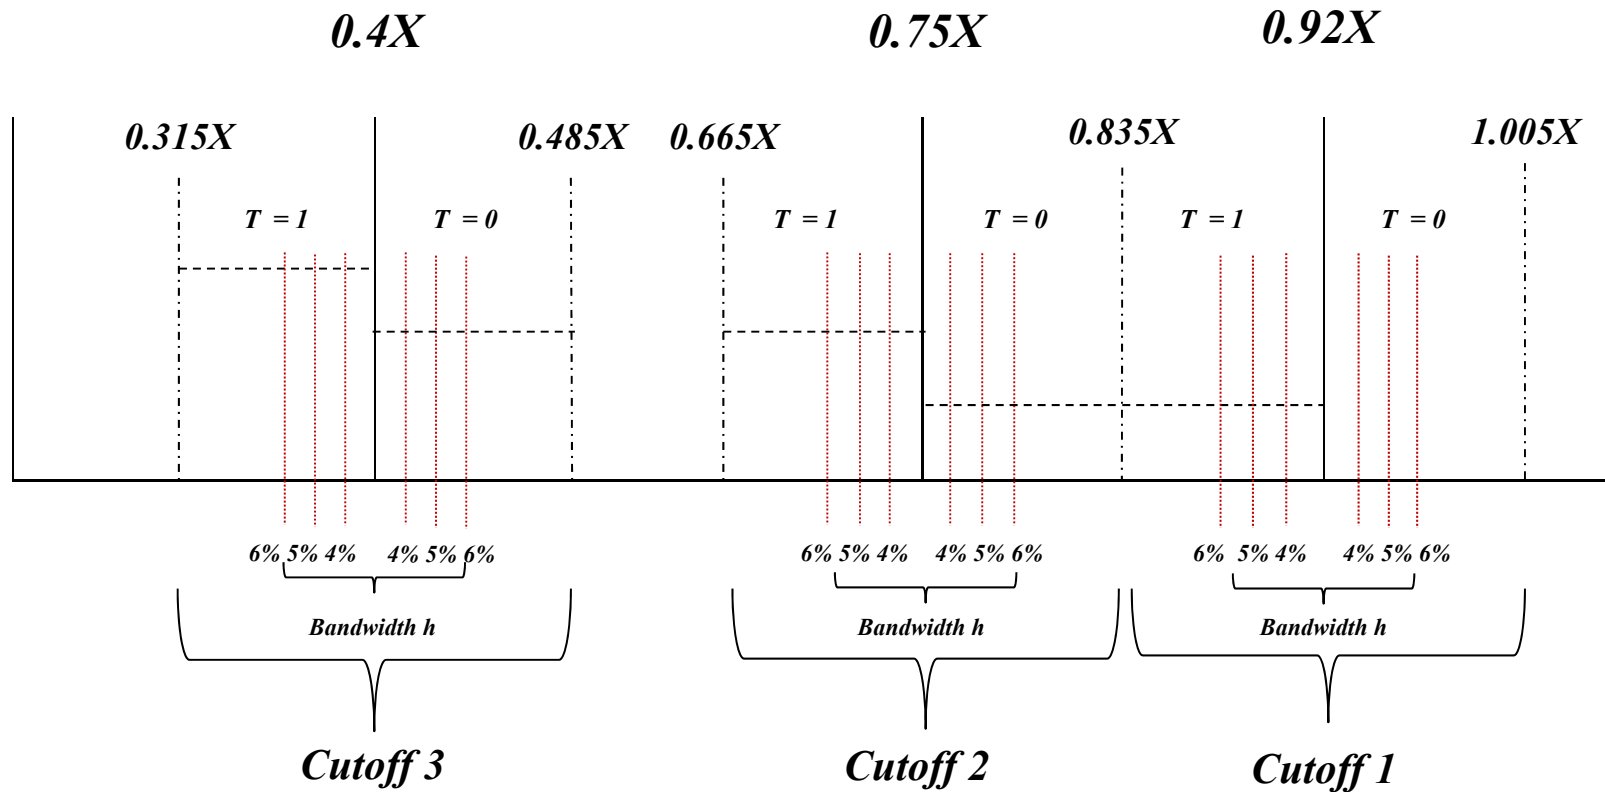 0.4X 0.75X 0.92X
0.315X 0.485X 0.665X 0.835X 1.005X
T = 1 T = 0 T = 1 T = 0 T = 1 T = 0
6% 5% 4% 4% 5% 6% 6% 5% 4% 4% 5% 6% 6% 5% 4% 4% 5% 6%
Bandwidth h Bandwidth h Bandwidth h
Cutoff 3 Cutoff 2 Cutoff 1